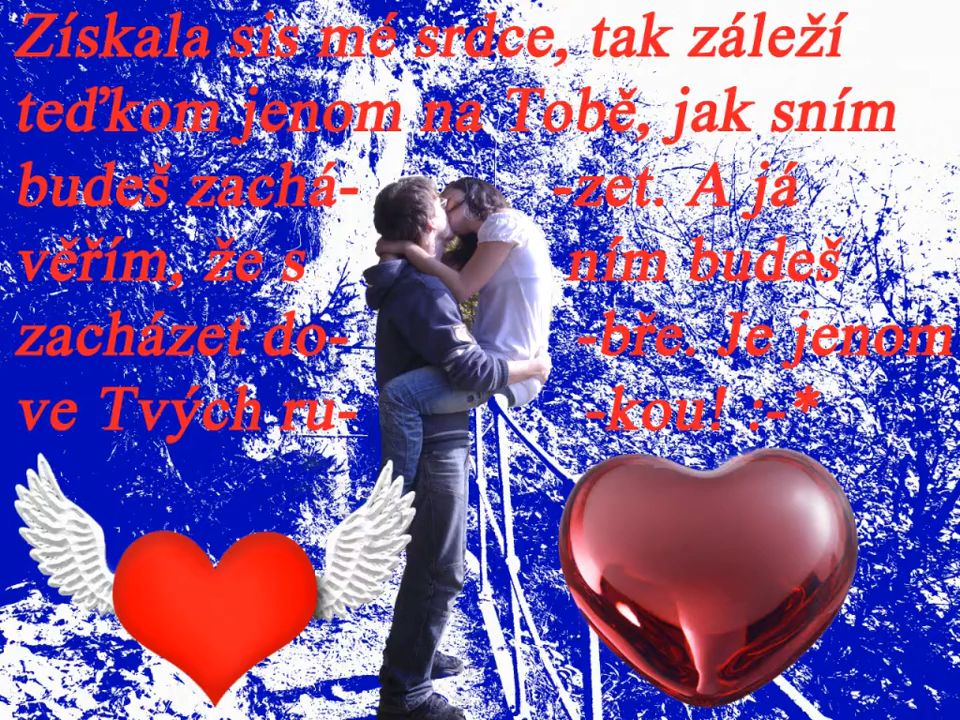 Získala sis mé srdce, tak záleží
teďkom jenom na Tobě, jak sním
budeš zachá- -zet. A já
věřím, že s ním budeš
zacházet do- -bře. Je jenom
ve Tvých ru- -kou! :-*